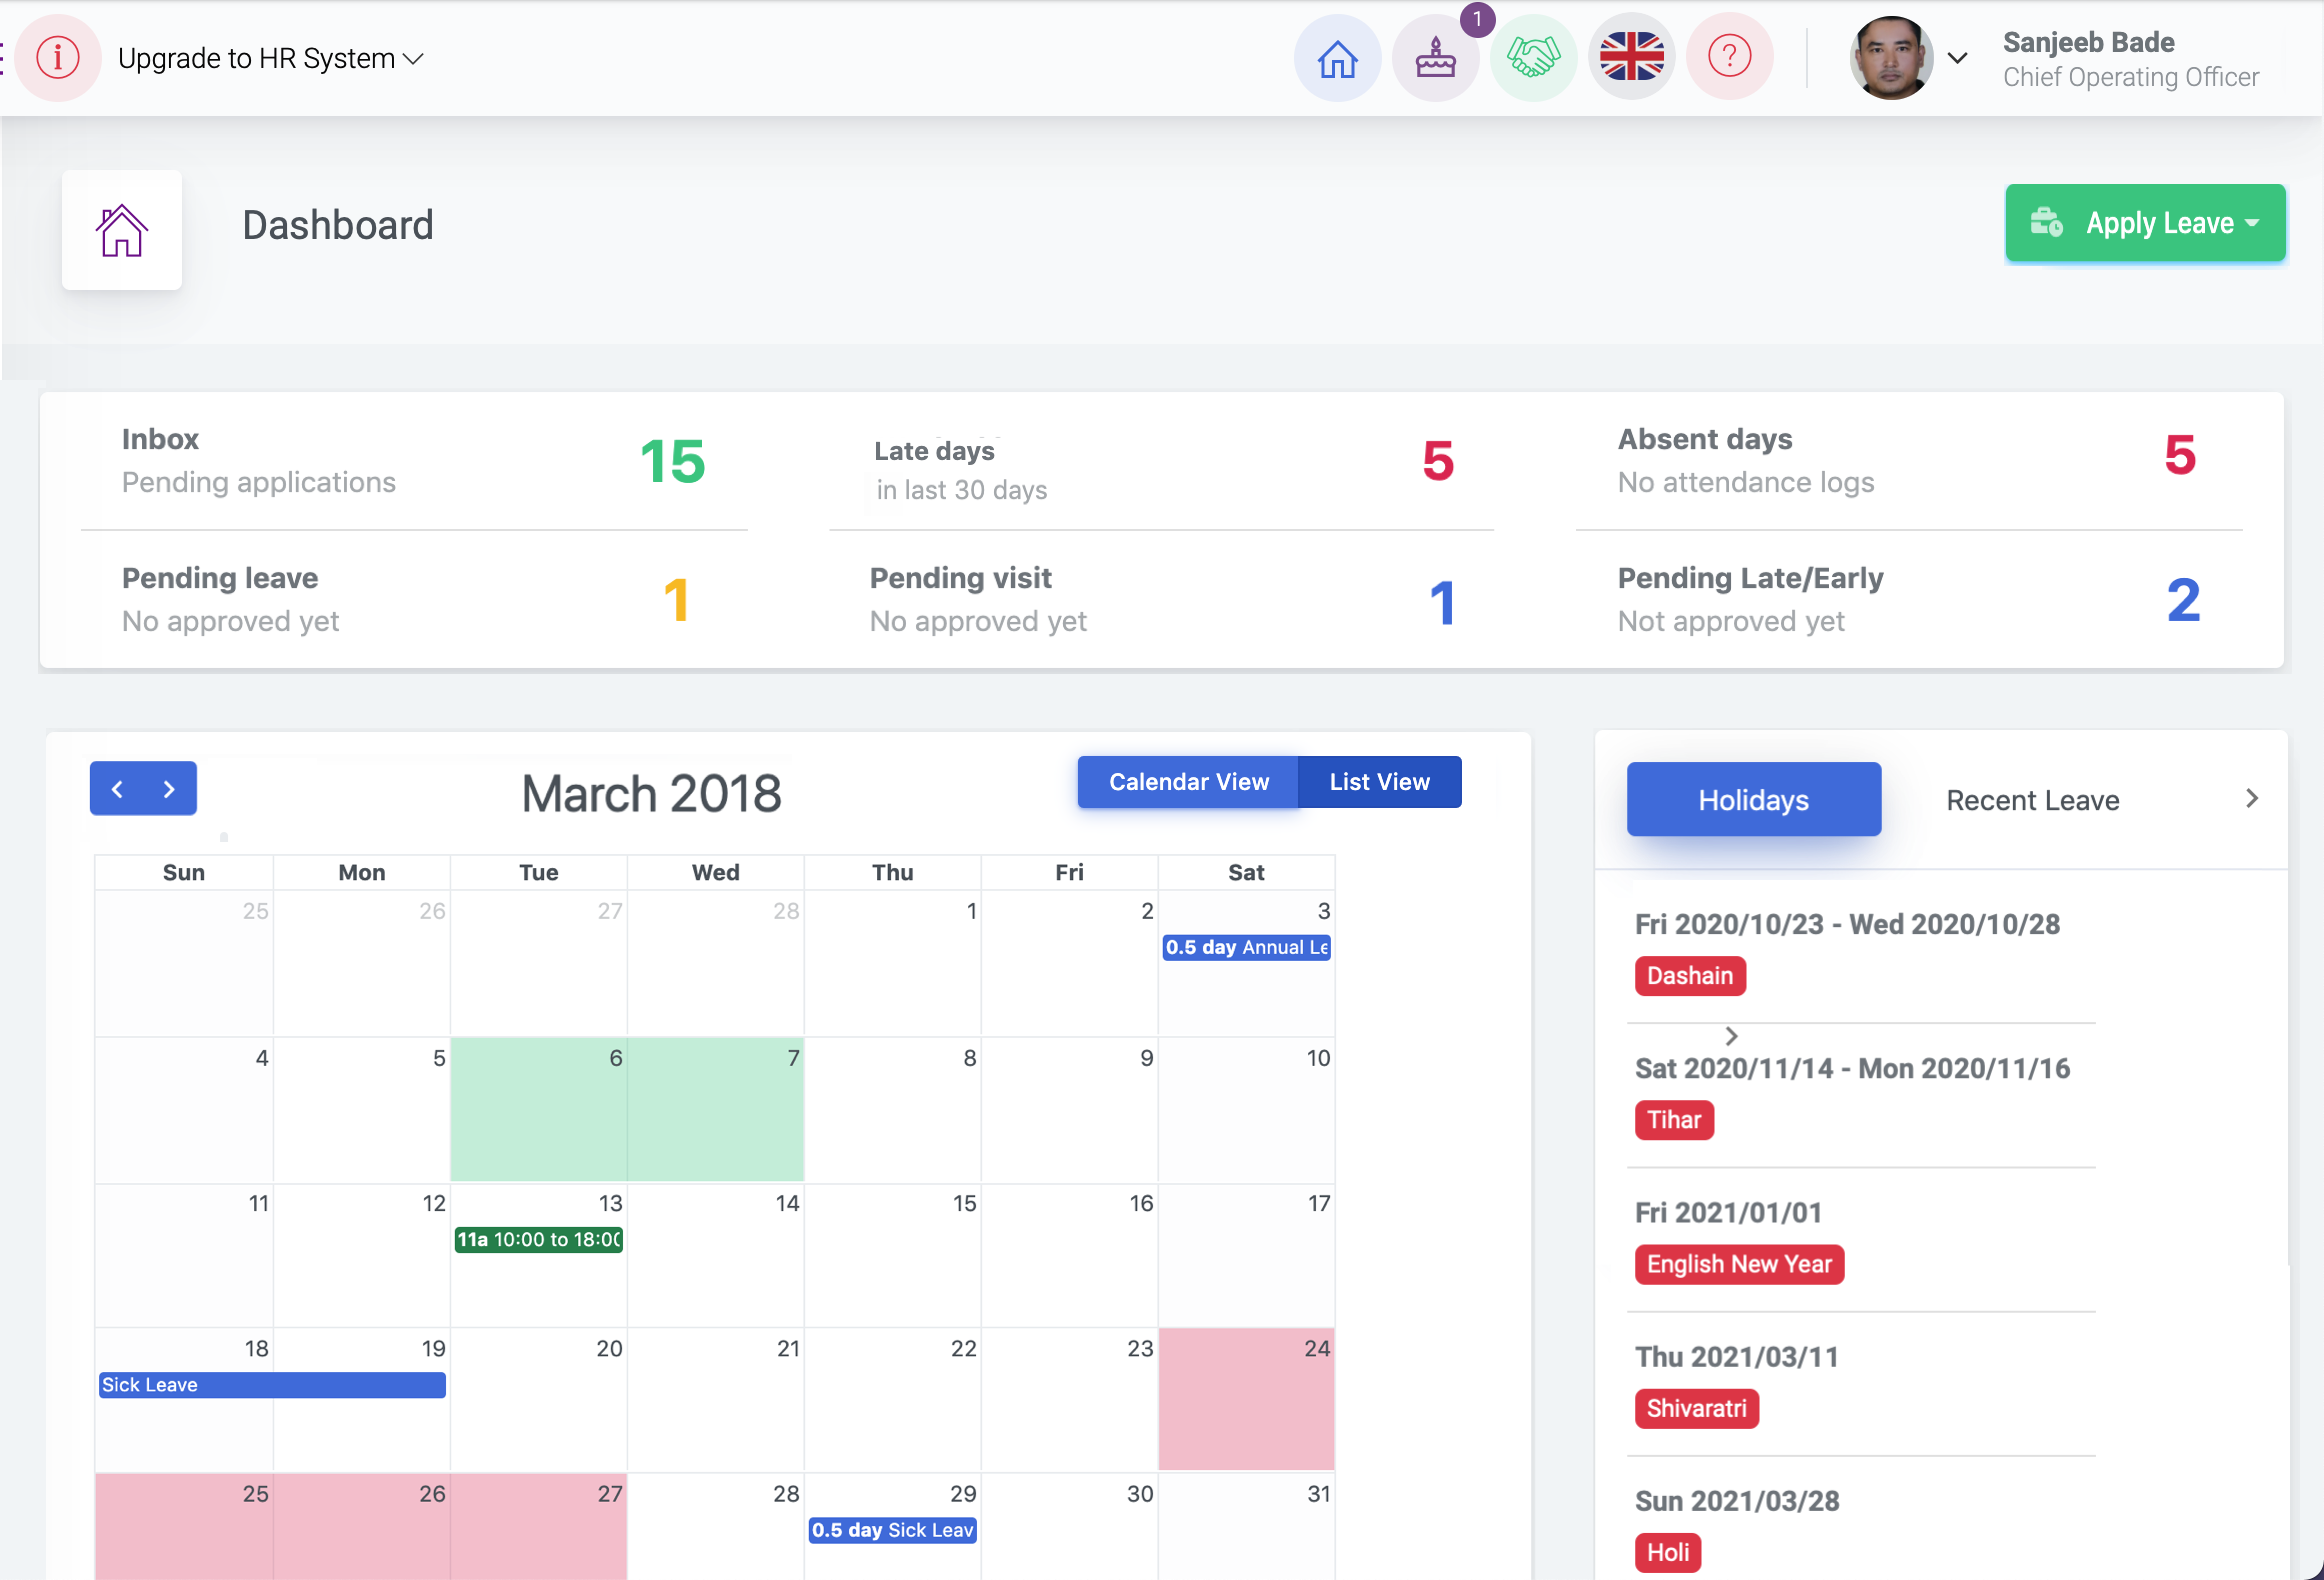 Upgrade to HR System
1
?
Sanjeeb Bade
Chief Operating Officer
Dashboard
Apply Leave
Inbox
Pending applications
15
Late days
in last 30 days
5
Absent days
No attendance logs
5
Pending leave
No approved yet
1
Pending visit
No approved yet
1
Pending Late/Early
Not approved yet
2
March 2018
Calendar View
List View
Sun Mon Tue Wed Thu Fri Sat
25 26 27 28 1 2 3
0.5 day Annual Le
4 5 6 7 8 9 10
11 12 13 14 15 16 17
11a 10:00 to 18:00
18 19 20 21 22 23 24
Sick Leave
25 26 27 28 29 30 31
0.5 day Sick Leav
Holidays
Recent Leave
Fri 2020/10/23 - Wed 2020/10/28
Dashain
Sat 2020/11/14 - Mon 2020/11/16
Tihar
Fri 2021/01/01
English New Year
Thu 2021/03/11
Shivaratri
Sun 2021/03/28
Holi